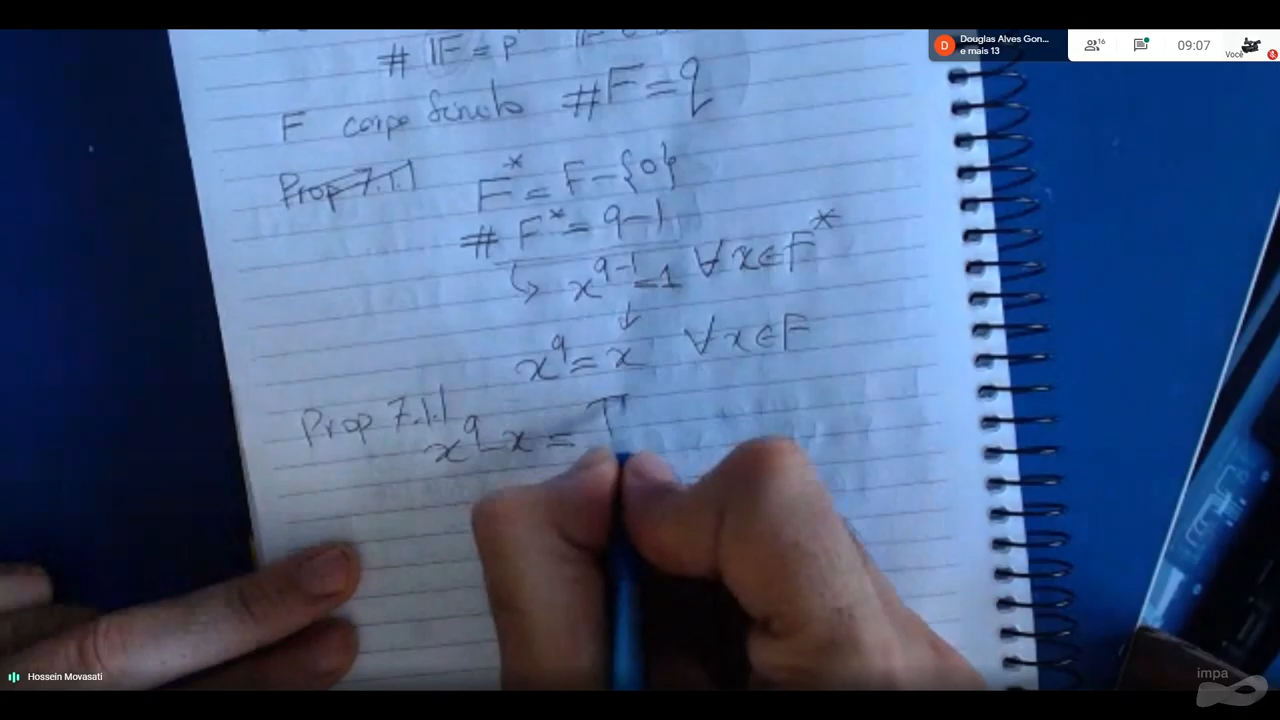 Douglas Alves Gon...
e mais 13
16
09:07
Você
# F = p
F corpo finito #F = q
Prop 7.1.1 F* = F - {0}
# F* = q-1
↳ x^{q-1} = 1 ∀x∈F*
↓
x^q = x ∀x∈F
Prop 7.1.1
x^q - x = π
Hossein Movasati
impa